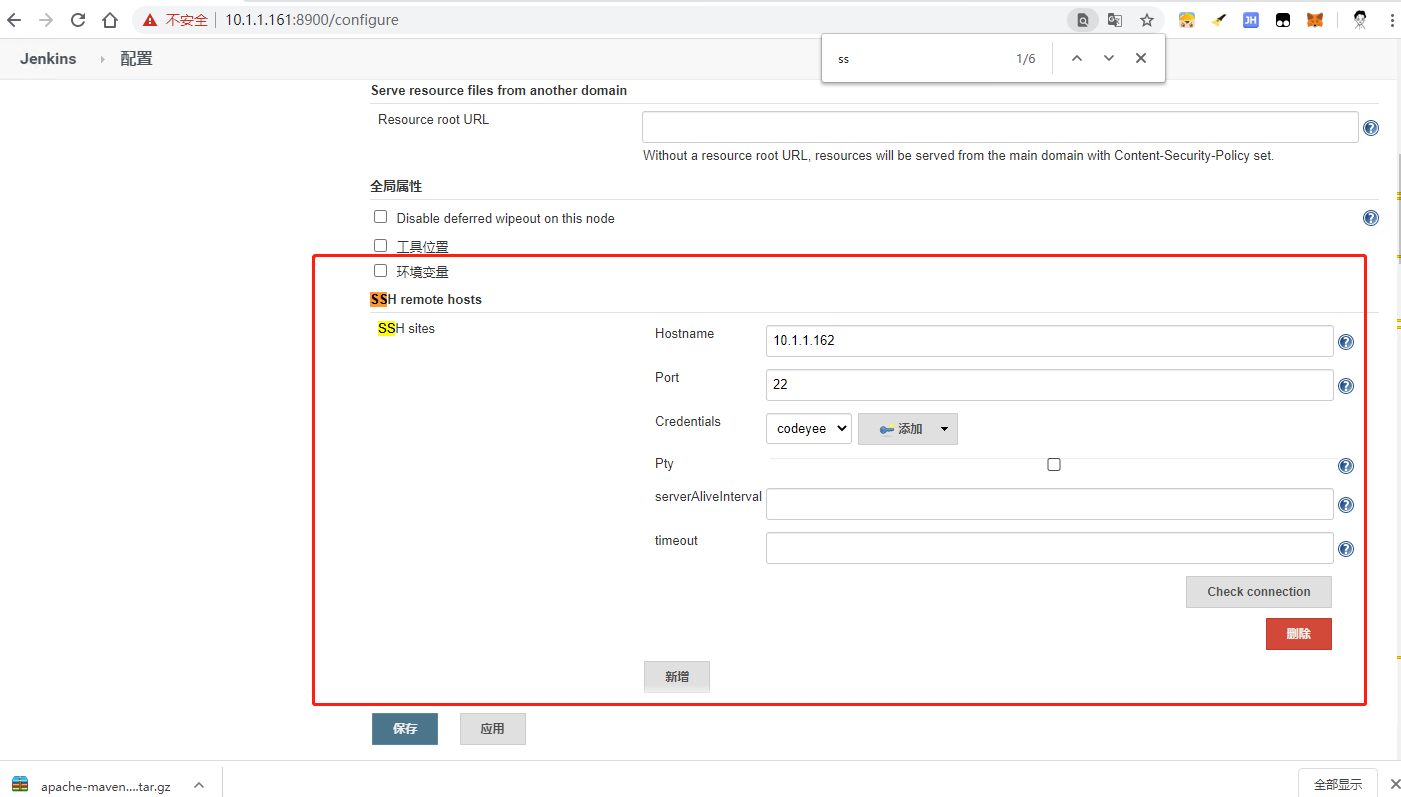 不安全 10.1.1.161:8900/configure
JH
ss 1/6
Jenkins 配置
Serve resource files from another domain
Resource root URL
Without a resource root URL, resources will be served from the main domain with Content-Security-Policy set.
全局属性
Disable deferred wipeout on this node
工具位置
环境变量
SSH remote hosts
SSH sites
Hostname 10.1.1.162
Port 22
Credentials codeyee 添加
Pty
serverAliveInterval
timeout
Check connection
删除
新增
保存 应用
apache-maven....tar.gz 全部显示